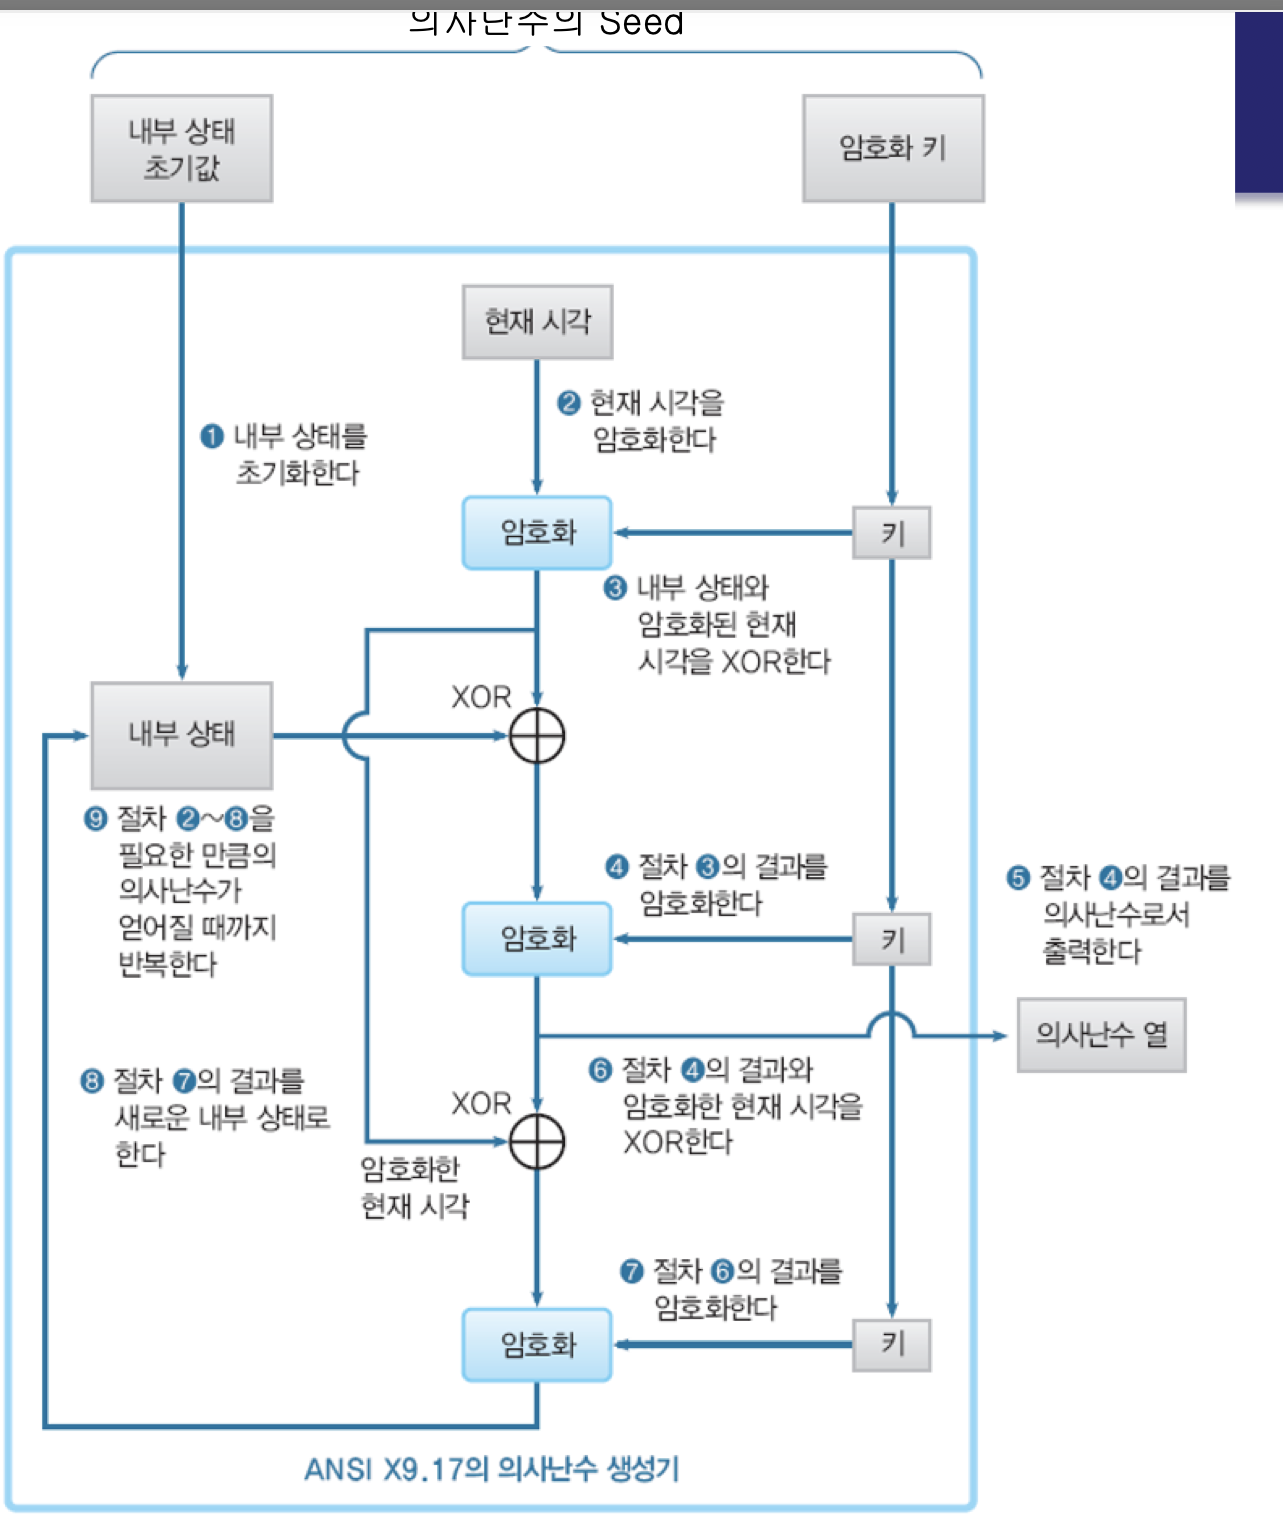 의사난수의 Seed
내부 상태
초기값
암호화 키
현재 시각
❷ 현재 시각을
암호화한다
❶ 내부 상태를
초기화한다
암호화
키
❸ 내부 상태와
암호화된 현재
시각을 XOR한다
XOR
내부 상태
❾ 절차 ❷~❽을
필요한 만큼의
의사난수가
얻어질 때까지
반복한다
❹ 절차 ❸의 결과를
암호화한다
❺ 절차 ❹의 결과를
의사난수로서
출력한다
암호화
키
의사난수 열
❻ 절차 ❹의 결과와
암호화한 현재 시각을
XOR한다
❽ 절차 ❼의 결과를
새로운 내부 상태로
한다
XOR
암호화한
현재 시각
❼ 절차 ❻의 결과를
암호화한다
암호화
키
ANSI X9.17의 의사난수 생성기